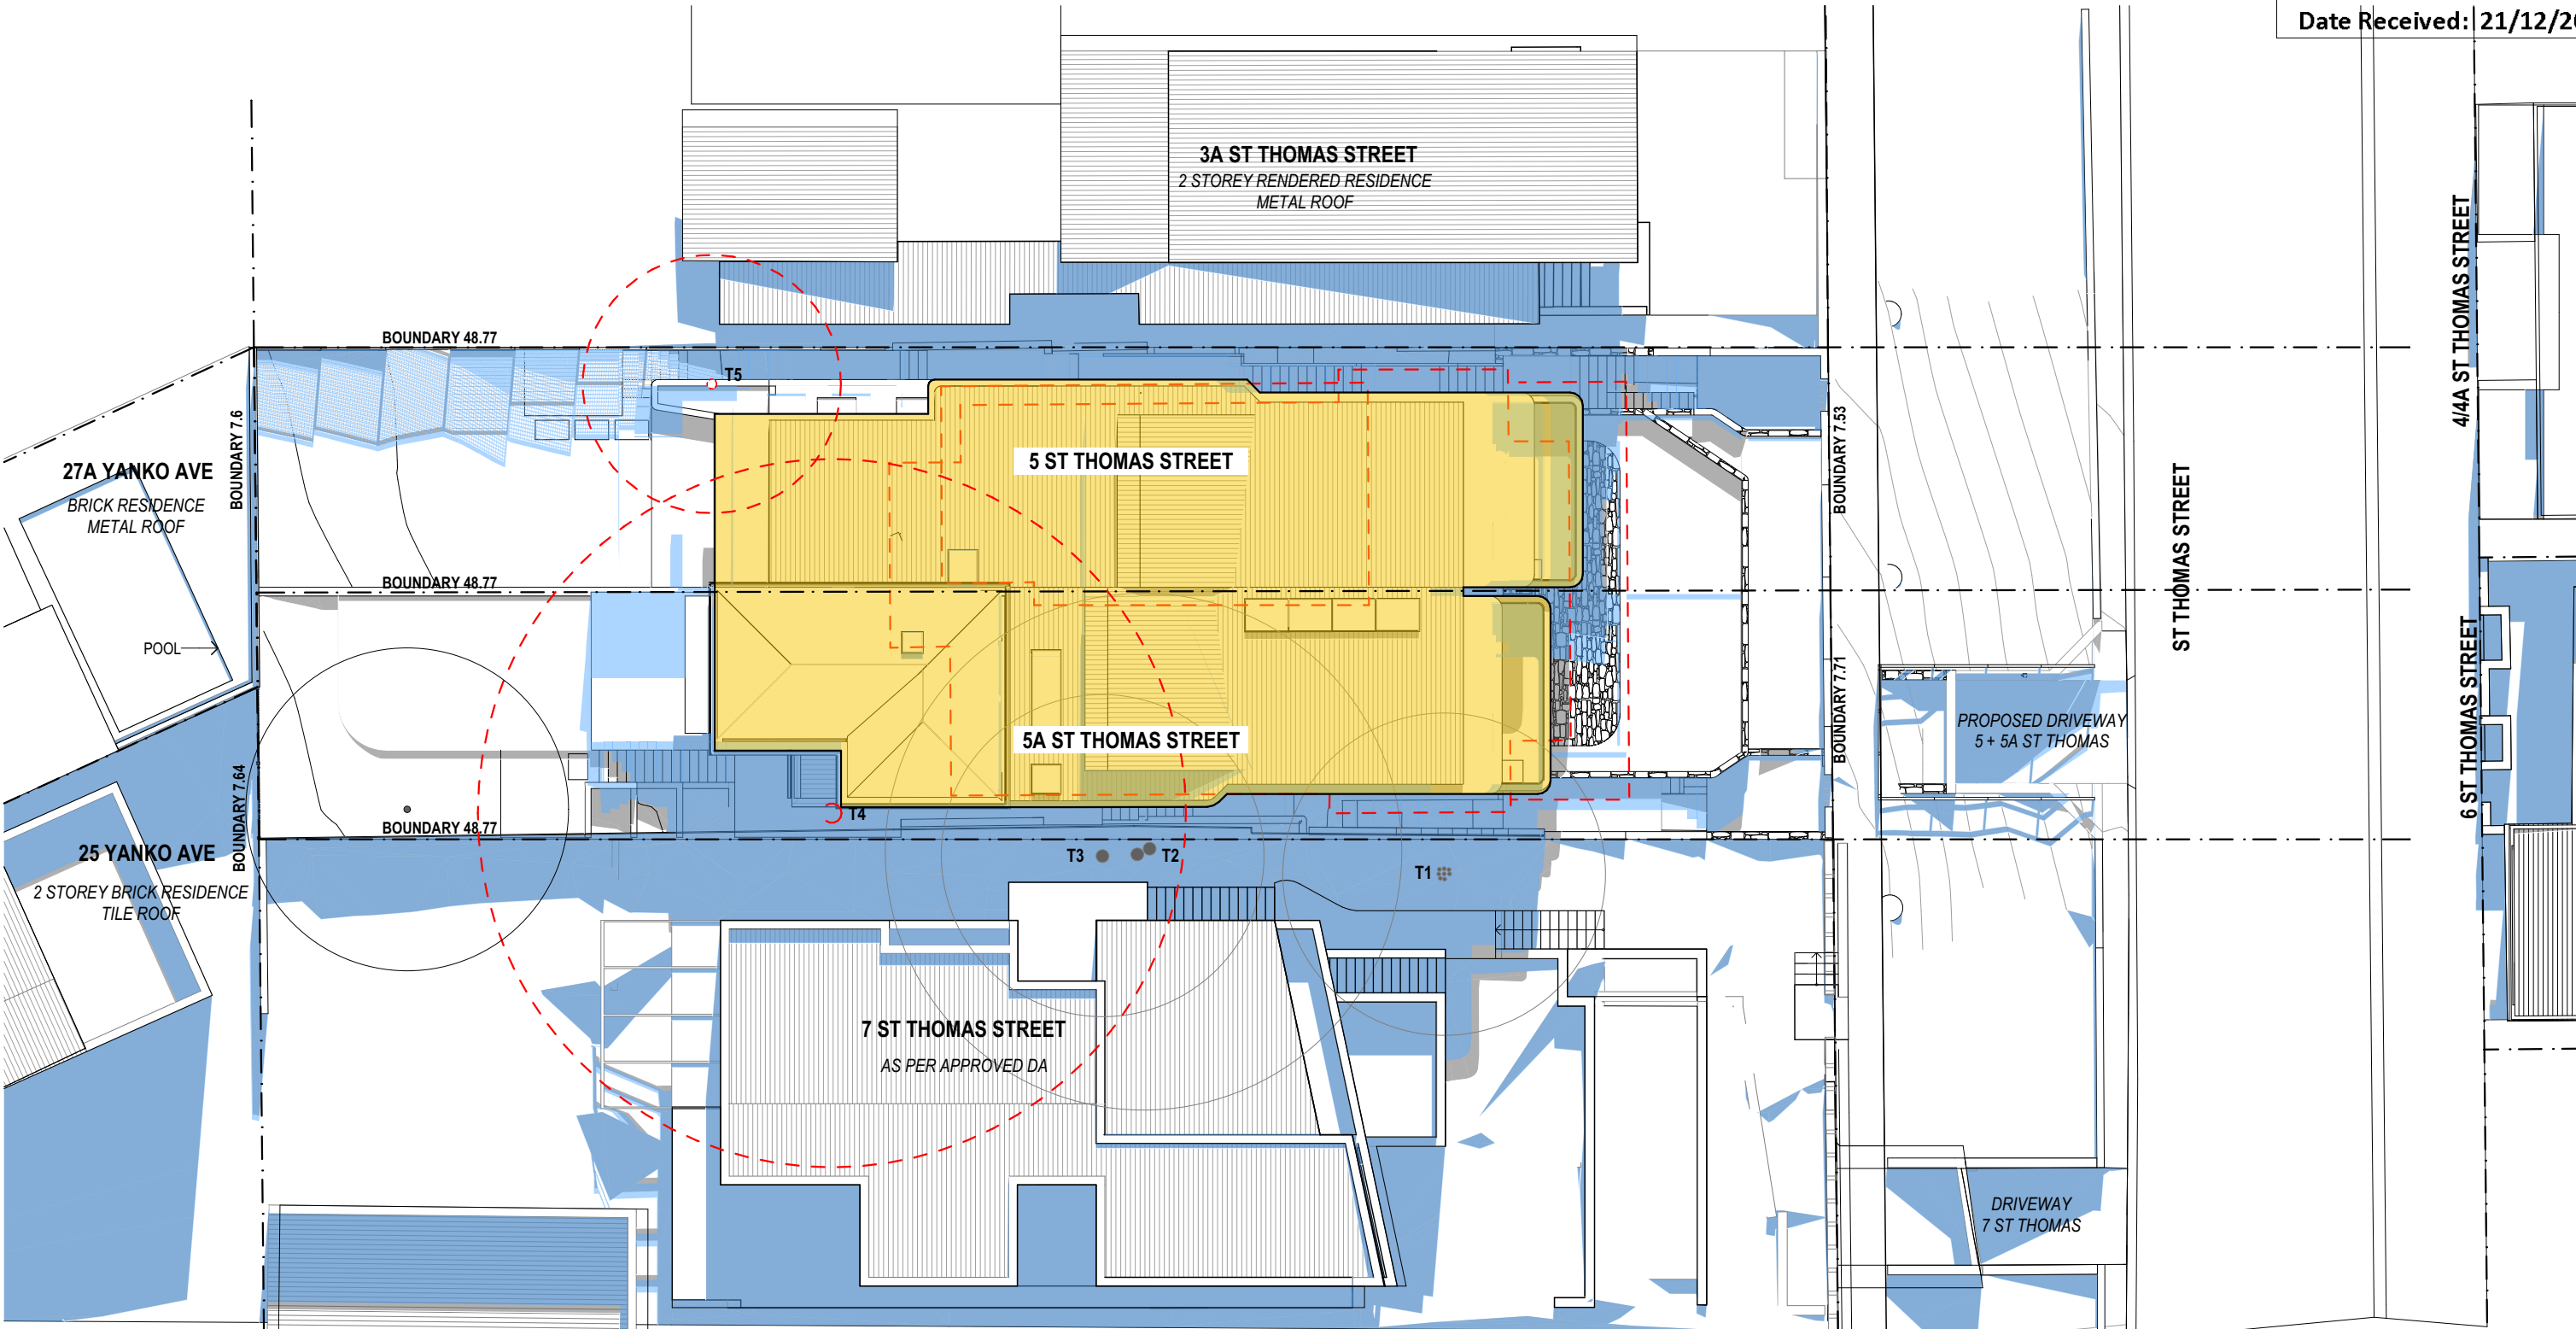 Date Received: 21/12/2
3A ST THOMAS STREET
2 STOREY RENDERED RESIDENCE
METAL ROOF
BOUNDARY 48.77
T5
4/4A ST THOMAS STREET
BOUNDARY 7.6
BOUNDARY 7.53
27A YANKO AVE
BRICK RESIDENCE
METAL ROOF
5 ST THOMAS STREET
ST THOMAS STREET
BOUNDARY 48.77
POOL
BOUNDARY 7.71
6 ST THOMAS STREET
5A ST THOMAS STREET
PROPOSED DRIVEWAY
5 + 5A ST THOMAS
BOUNDARY 7.64
T4
BOUNDARY 48.77
25 YANKO AVE
2 STOREY BRICK RESIDENCE
TILE ROOF
T3
T2
T1
7 ST THOMAS STREET
AS PER APPROVED DA
DRIVEWAY
7 ST THOMAS